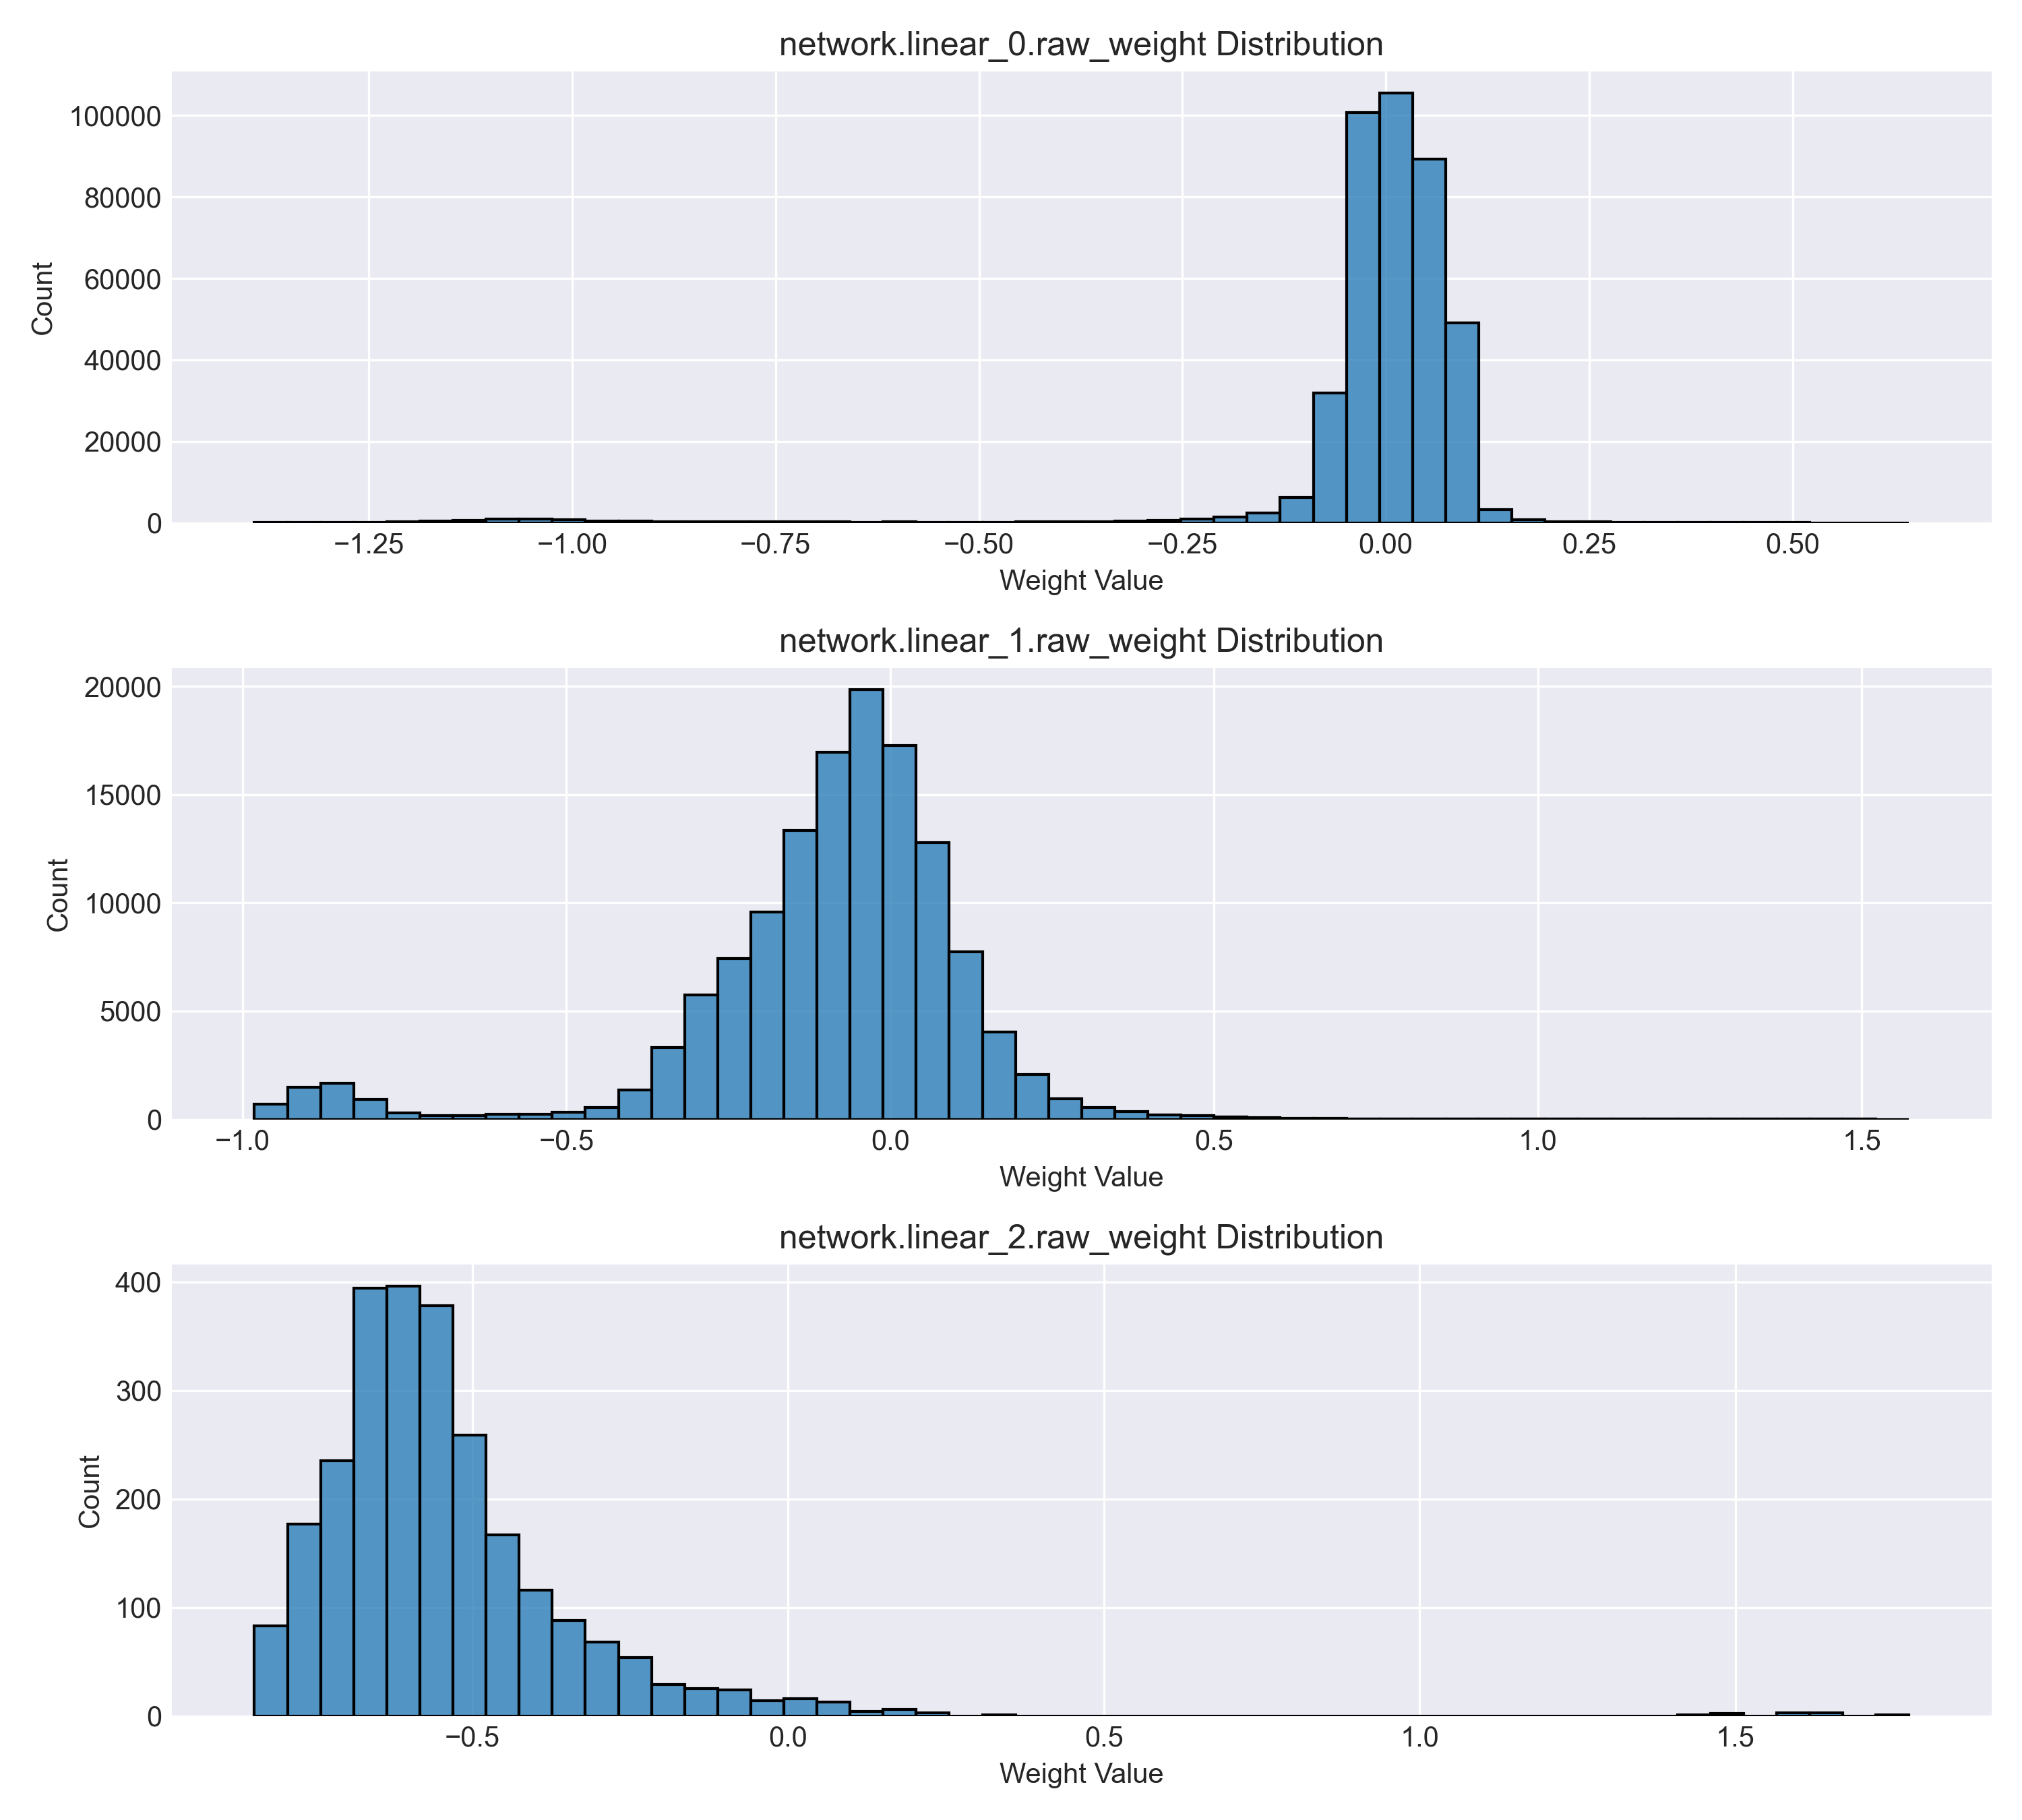 network.linear_0.raw_weight Distribution
100000
80000
60000
40000
20000
0
Count
−1.25 −1.00 −0.75 −0.50 −0.25 0.00 0.25 0.50
Weight Value
network.linear_1.raw_weight Distribution
20000
15000
10000
5000
0
Count
−1.0 −0.5 0.0 0.5 1.0 1.5
Weight Value
network.linear_2.raw_weight Distribution
400
300
200
100
0
Count
−0.5 0.0 0.5 1.0 1.5
Weight Value